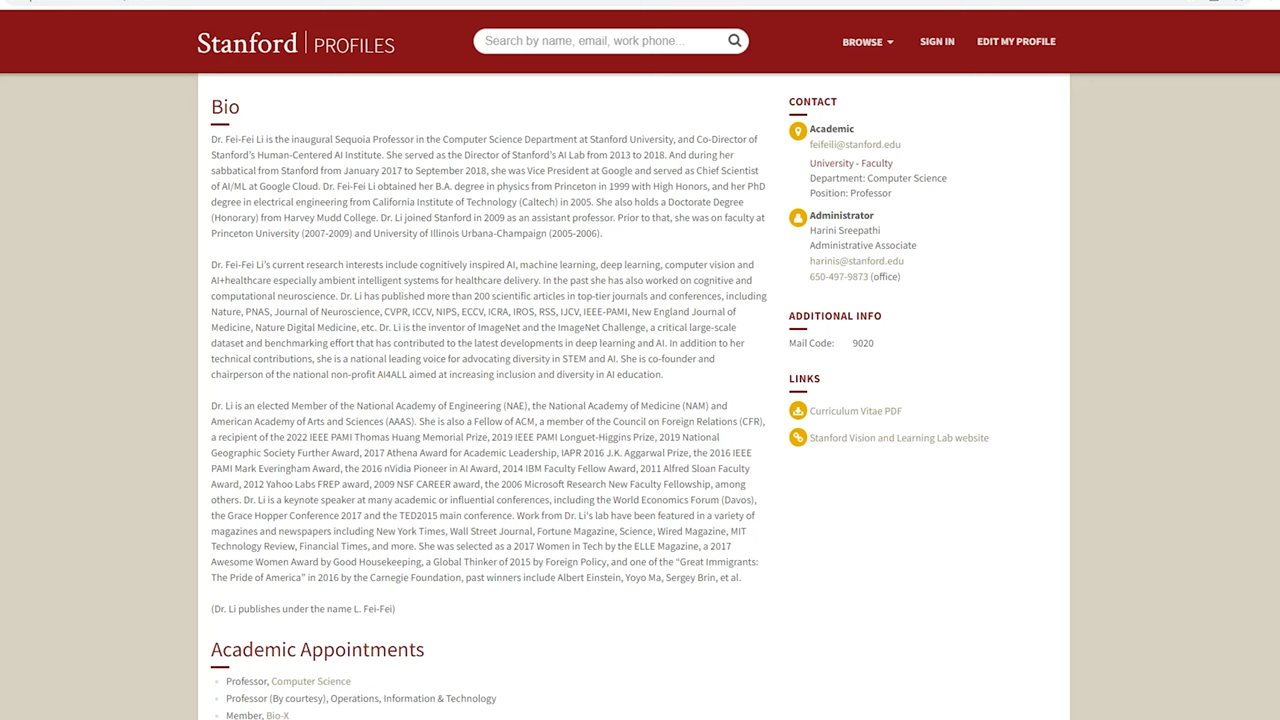 Stanford PROFILES
Search by name, email, work phone...
BROWSE
SIGN IN
EDIT MY PROFILE
Bio
Dr. Fei-Fei Li is the inaugural Sequoia Professor in the Computer Science Department at Stanford University, and Co-Director of
Stanford's Human-Centered AI Institute. She served as the Director of Stanford's AI Lab from 2013 to 2018. And during her
sabbatical from Stanford from January 2017 to September 2018, she was Vice President at Google and served as Chief Scientist
of AI/ML at Google Cloud. Dr. Fei-Fei Li obtained her B.A. degree in physics from Princeton in 1999 with High Honors, and her PhD
degree in electrical engineering from California Institute of Technology (Caltech) in 2005. She also holds a Doctorate Degree
(Honorary) from Harvey Mudd College. Dr. Li joined Stanford in 2009 as an assistant professor. Prior to that, she was on faculty at
Princeton University (2007-2009) and University of Illinois Urbana-Champaign (2005-2006).
Dr. Fei-Fei Li's current research interests include cognitively inspired AI, machine learning, deep learning, computer vision and
AI+healthcare especially ambient intelligent systems for healthcare delivery. In the past she has also worked on cognitive and
computational neuroscience. Dr. Li has published more than 200 scientific articles in top-tier journals and conferences, including
Nature, PNAS, Journal of Neuroscience, CVPR, ICCV, NIPS, ECCV, ICRA, IROS, RSS, IJCV, IEEE-PAMI, New England Journal of
Medicine, Nature Digital Medicine, etc. Dr. Li is the inventor of ImageNet and the ImageNet Challenge, a critical large-scale
dataset and benchmarking effort that has contributed to the latest developments in deep learning and AI. In addition to her
technical contributions, she is a national leading voice for advocating diversity in STEM and AI. She is co-founder and
chairperson of the national non-profit AI4ALL aimed at increasing inclusion and diversity in AI education.
Dr. Li is an elected Member of the National Academy of Engineering (NAE), the National Academy of Medicine (NAM) and
American Academy of Arts and Sciences (AAAS). She is also a Fellow of ACM, a member of the Council on Foreign Relations (CFR),
a recipient of the 2022 IEEE PAMI Thomas Huang Memorial Prize, 2019 IEEE PAMI Longuet-Higgins Prize, 2019 National
Geographic Society Further Award, 2017 Athena Award for Academic Leadership, IAPR 2016 J.K. Aggarwal Prize, the 2016 IEEE
PAMI Mark Everingham Award, the 2016 nVidia Pioneer in AI Award, 2014 IBM Faculty Fellow Award, 2011 Alfred Sloan Faculty
Award, 2012 Yahoo Labs FREP award, 2009 NSF CAREER award, the 2006 Microsoft Research New Faculty Fellowship, among
others. Dr. Li is a keynote speaker at many academic or influential conferences, including the World Economics Forum (Davos),
the Grace Hopper Conference 2017 and the TED2015 main conference. Work from Dr. Li's lab have been featured in a variety of
magazines and newspapers including New York Times, Wall Street Journal, Fortune Magazine, Science, Wired Magazine, MIT
Technology Review, Financial Times, and more. She was selected as a 2017 Women in Tech by the ELLE Magazine, a 2017
Awesome Women Award by Good Housekeeping, a Global Thinker of 2015 by Foreign Policy, and one of the "Great Immigrants:
The Pride of America" in 2016 by the Carnegie Foundation, past winners include Albert Einstein, Yoyo Ma, Sergey Brin, et al.
(Dr. Li publishes under the name L. Fei-Fei)
Academic Appointments
Professor, Computer Science
Professor (By courtesy), Operations, Information & Technology
Member, Bio-X
CONTACT
Academic
feifeili@stanford.edu
University - Faculty
Department: Computer Science
Position: Professor
Administrator
Harini Sreepathi
Administrative Associate
harinis@stanford.edu
650-497-9873 (office)
ADDITIONAL INFO
Mail Code: 9020
LINKS
Curriculum Vitae PDF
Stanford Vision and Learning Lab website